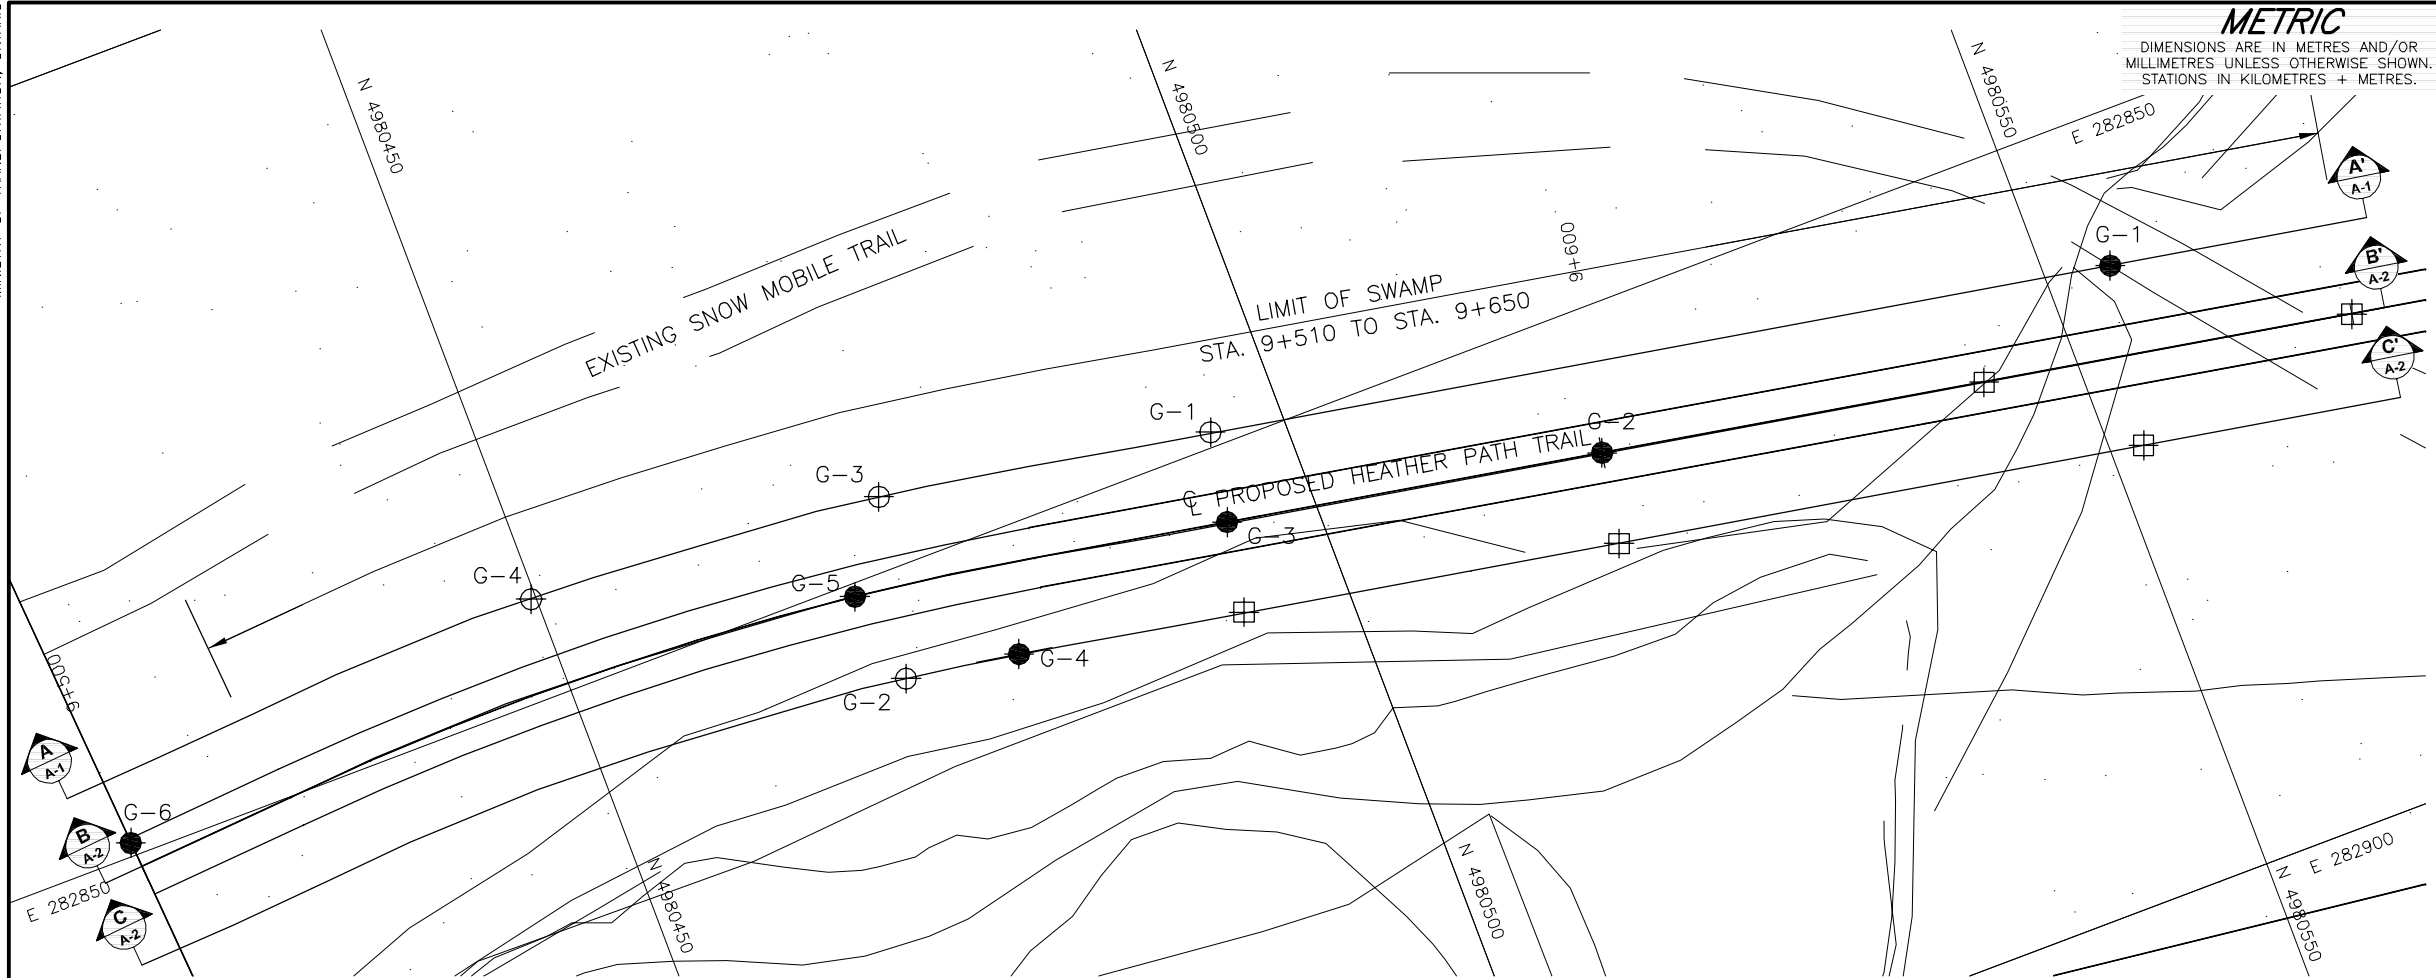 METRIC
DIMENSIONS ARE IN METRES AND/OR
MILLIMETRES UNLESS OTHERWISE SHOWN.
STATIONS IN KILOMETRES + METRES.
N 4980450
N 4980500
N 4980550
E 282850
A'
A-1
G-1
B'
A-2
C'
A-2
9+600
EXISTING SNOW MOBILE TRAIL
LIMIT OF SWAMP
STA. 9+510 TO STA. 9+650
G-1
G-2
G-3
℄ PROPOSED HEATHER PATH TRAIL
G-3
G-4
G-5
G-4
G-2
9+500
A
A-1
G-6
B
A-2
E 282850
C
A-2
N 4980450
N 4980500
N 4980550
E 282900